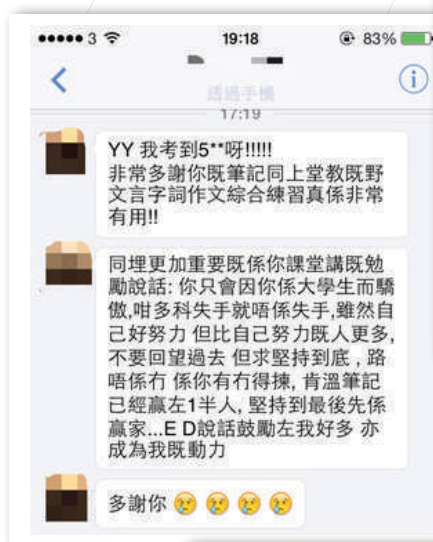 3 19:18 83%
透過手機
17:19
YY 我考到5**呀!!!!!
非常多謝你既筆記同上堂教既野
文言字詞作文綜合練習真係非常
有用!!
同埋更加重要既係你課堂講既勉
勵說話: 你只會因你係大學生而驕
傲,咁多科失手就唔係失手,雖然自
己好努力 但比自己努力既人更多,
不要回望過去 但求堅持到底 , 路
唔係冇 係你有冇得揀, 肯溫筆記
已經贏左1半人, 堅持到最後先係
贏家...E D說話鼓勵左我好多 亦
成為我既動力
多謝你 😢 😢 😢 😢